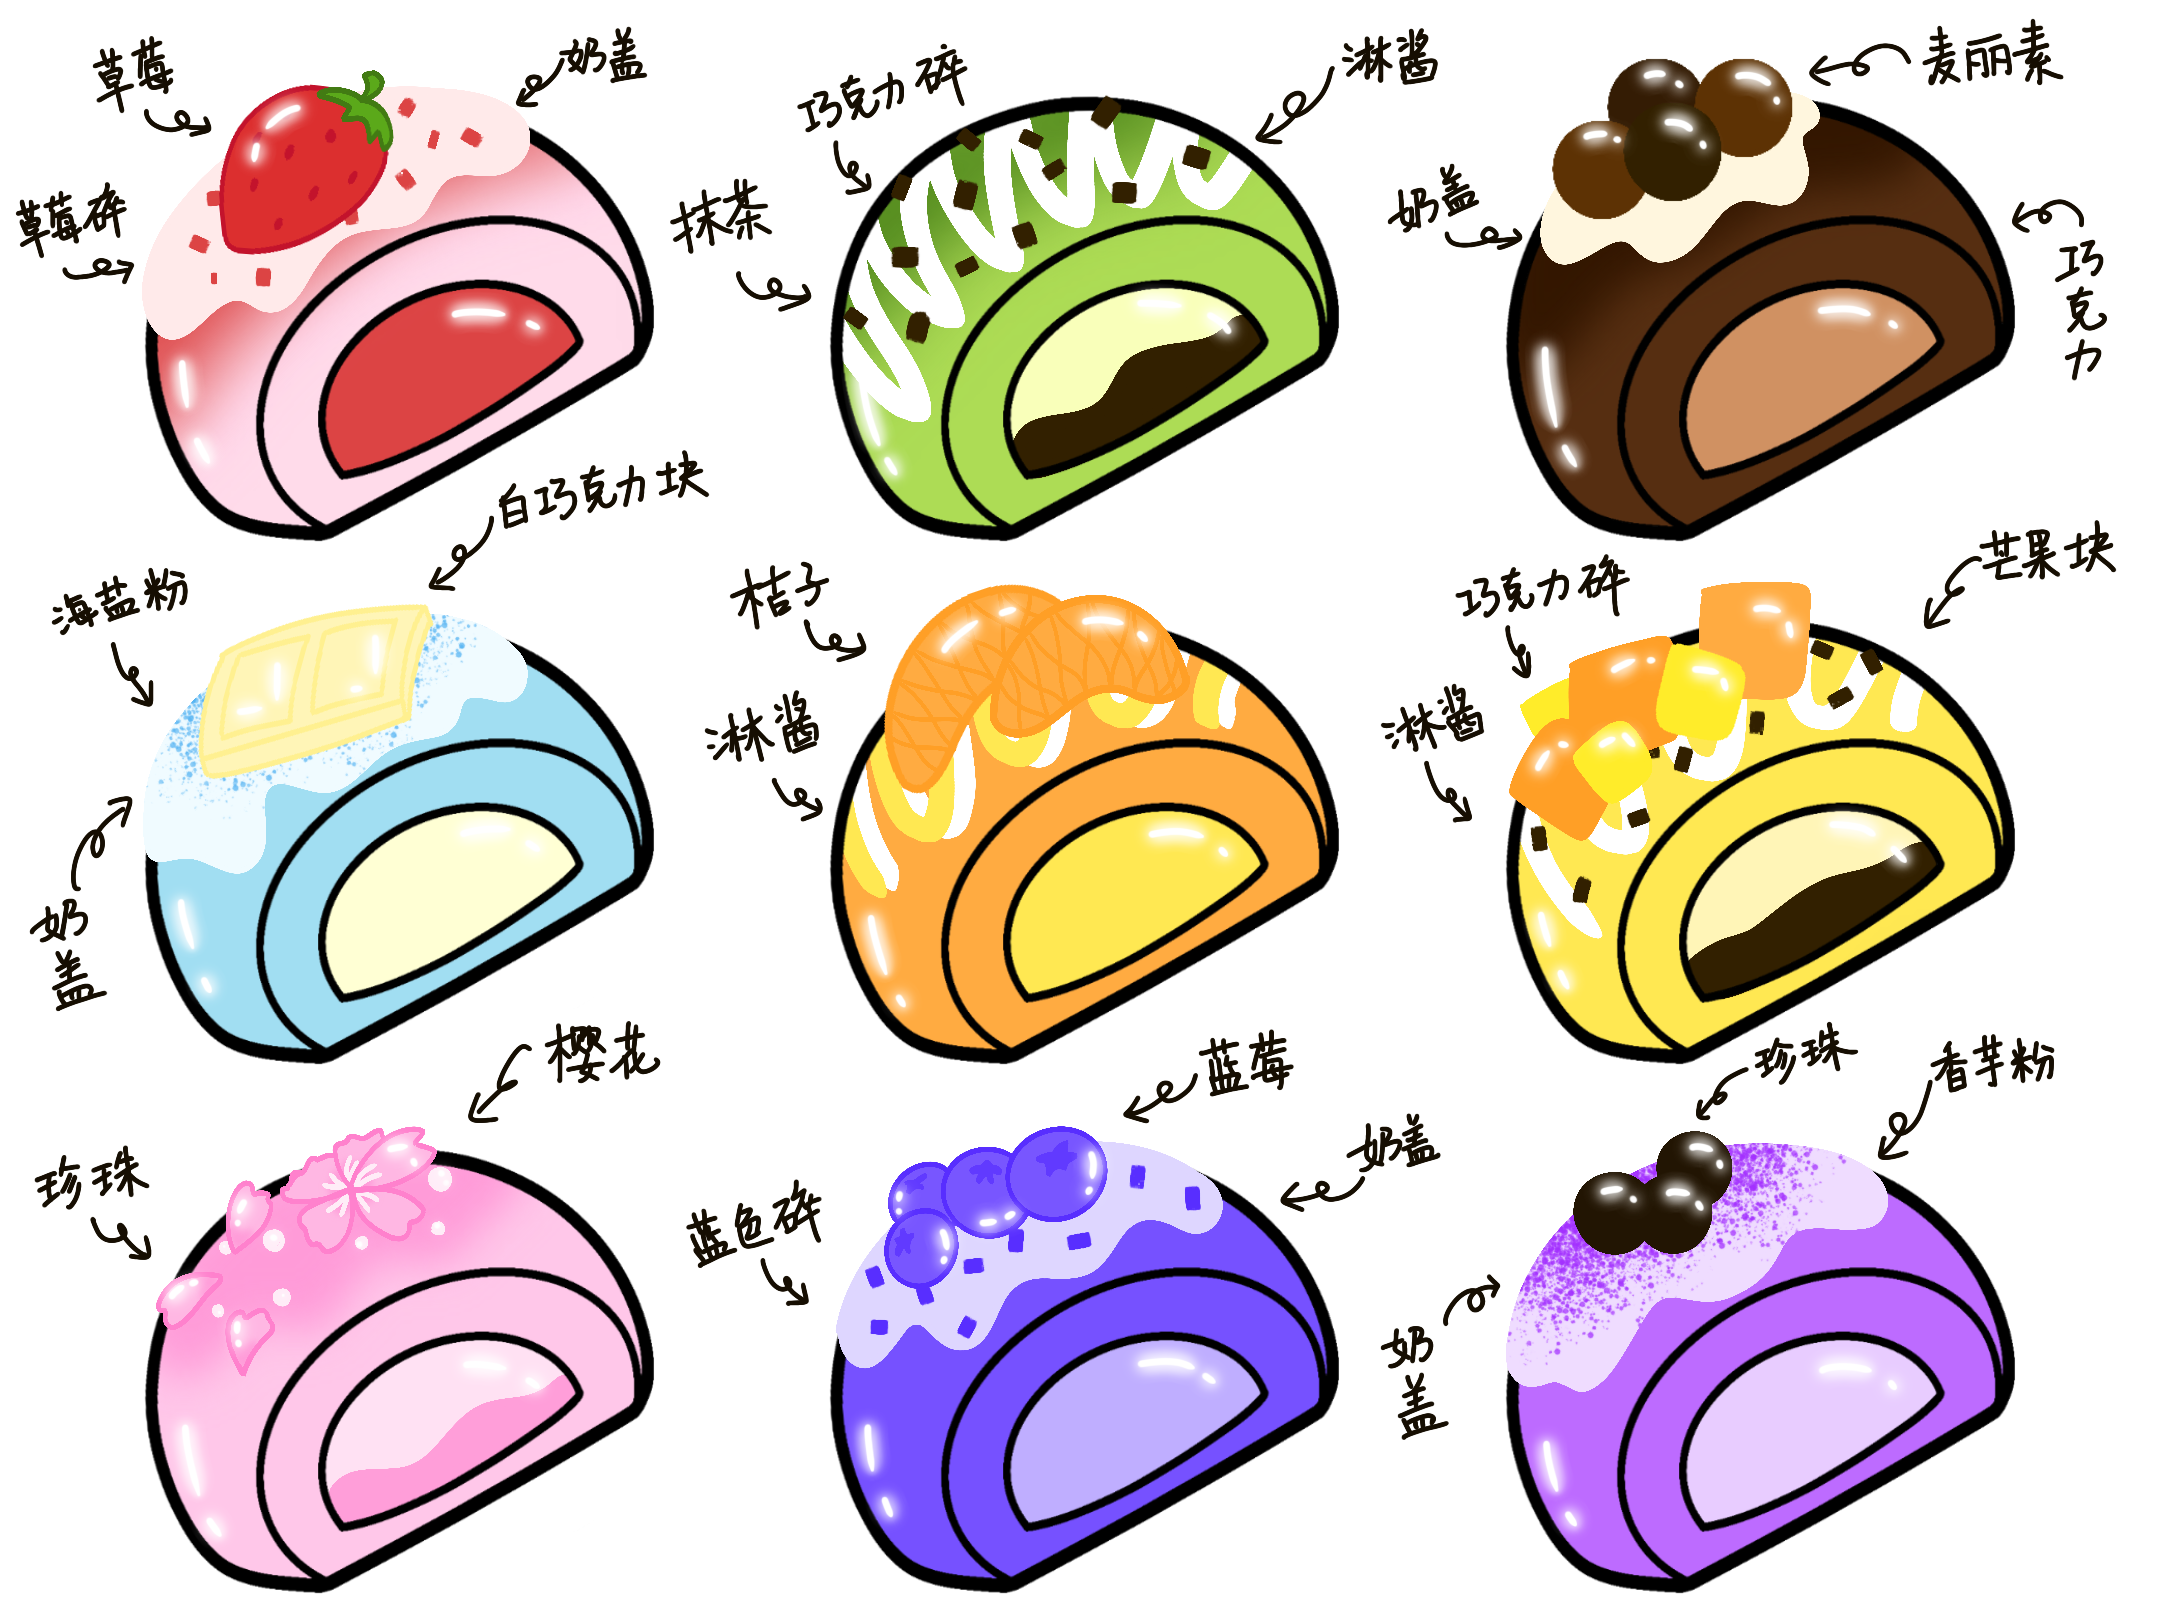 草莓
奶盖
草莓碎
巧克力碎
淋酱
抹茶
麦丽素
奶盖
巧克力
白巧克力块
海蓝粉
奶盖
桔子
淋酱
巧克力碎
芒果块
淋酱
樱花
珍珠
蓝莓
奶盖
蓝色碎
珍珠
香芋粉
奶盖